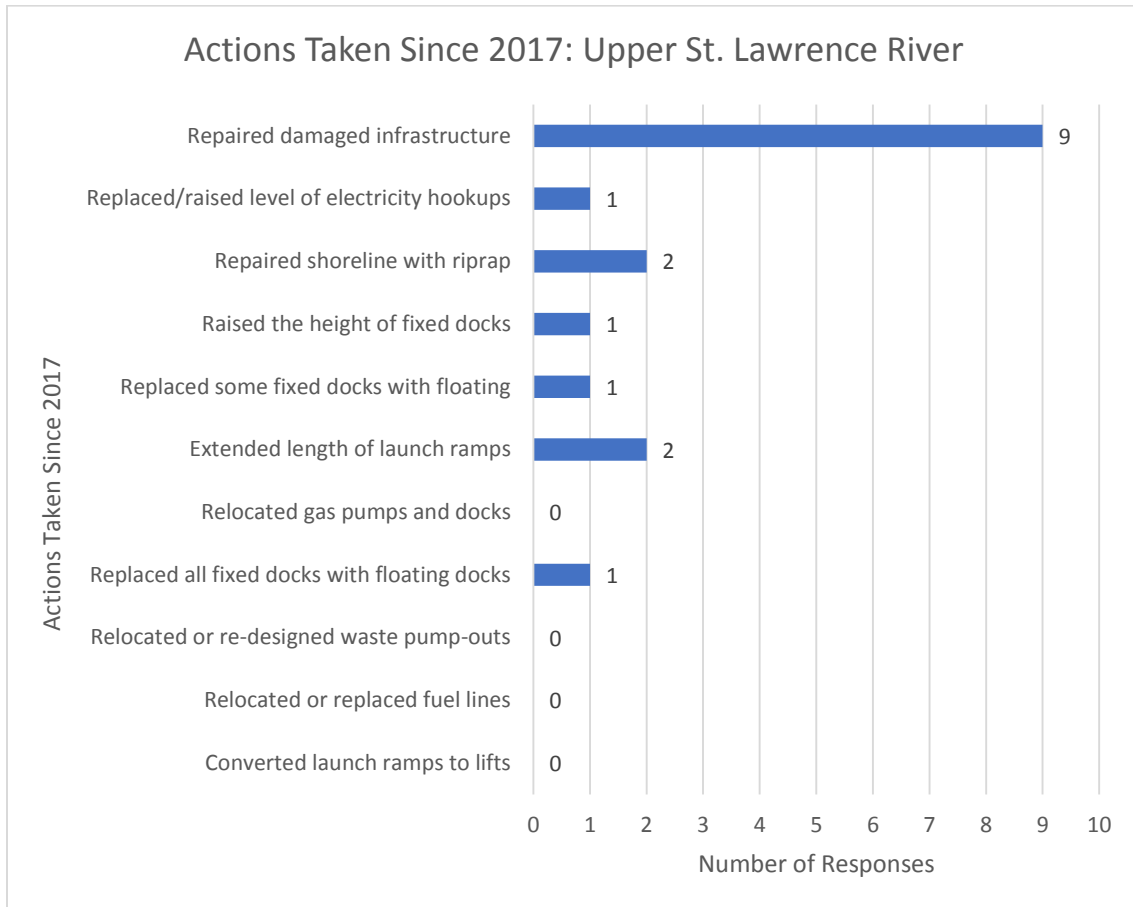 Actions Taken Since 2017: Upper St. Lawrence River
Actions Taken Since 2017
Repaired damaged infrastructure 9
Replaced/raised level of electricity hookups 1
Repaired shoreline with riprap 2
Raised the height of fixed docks 1
Replaced some fixed docks with floating 1
Extended length of launch ramps 2
Relocated gas pumps and docks 0
Replaced all fixed docks with floating docks 1
Relocated or re-designed waste pump-outs 0
Relocated or replaced fuel lines 0
Converted launch ramps to lifts 0
0 1 2 3 4 5 6 7 8 9 10
Number of Responses